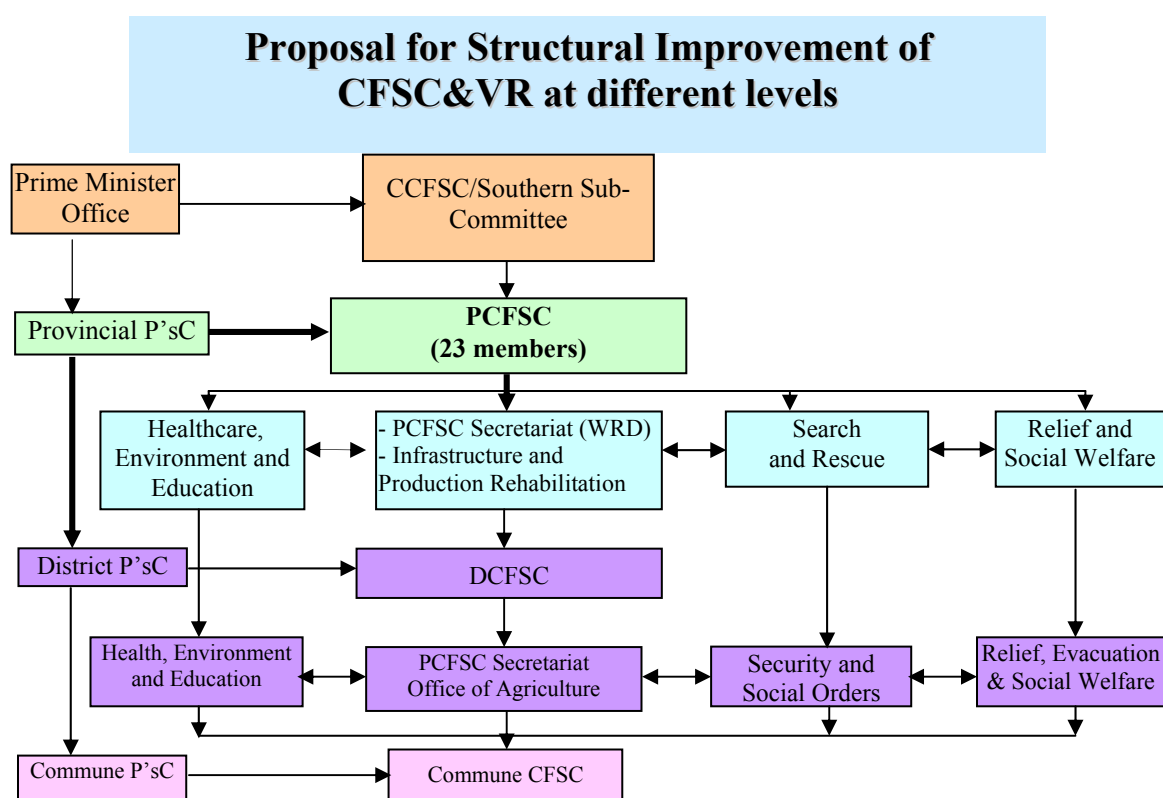 Proposal for Structural Improvement of
CFSC&VR at different levels
Prime Minister
Office
CCFSC/Southern Sub-
Committee
Provincial P’sC
PCFSC
(23 members)
Healthcare,
Environment and
Education
- PCFSC Secretariat (WRD)
- Infrastructure and
Production Rehabilitation
Search
and Rescue
Relief and
Social Welfare
District P’sC
DCFSC
Health, Environment
and Education
PCFSC Secretariat
Office of Agriculture
Security and
Social Orders
Relief, Evacuation
& Social Welfare
Commune P’sC
Commune CFSC